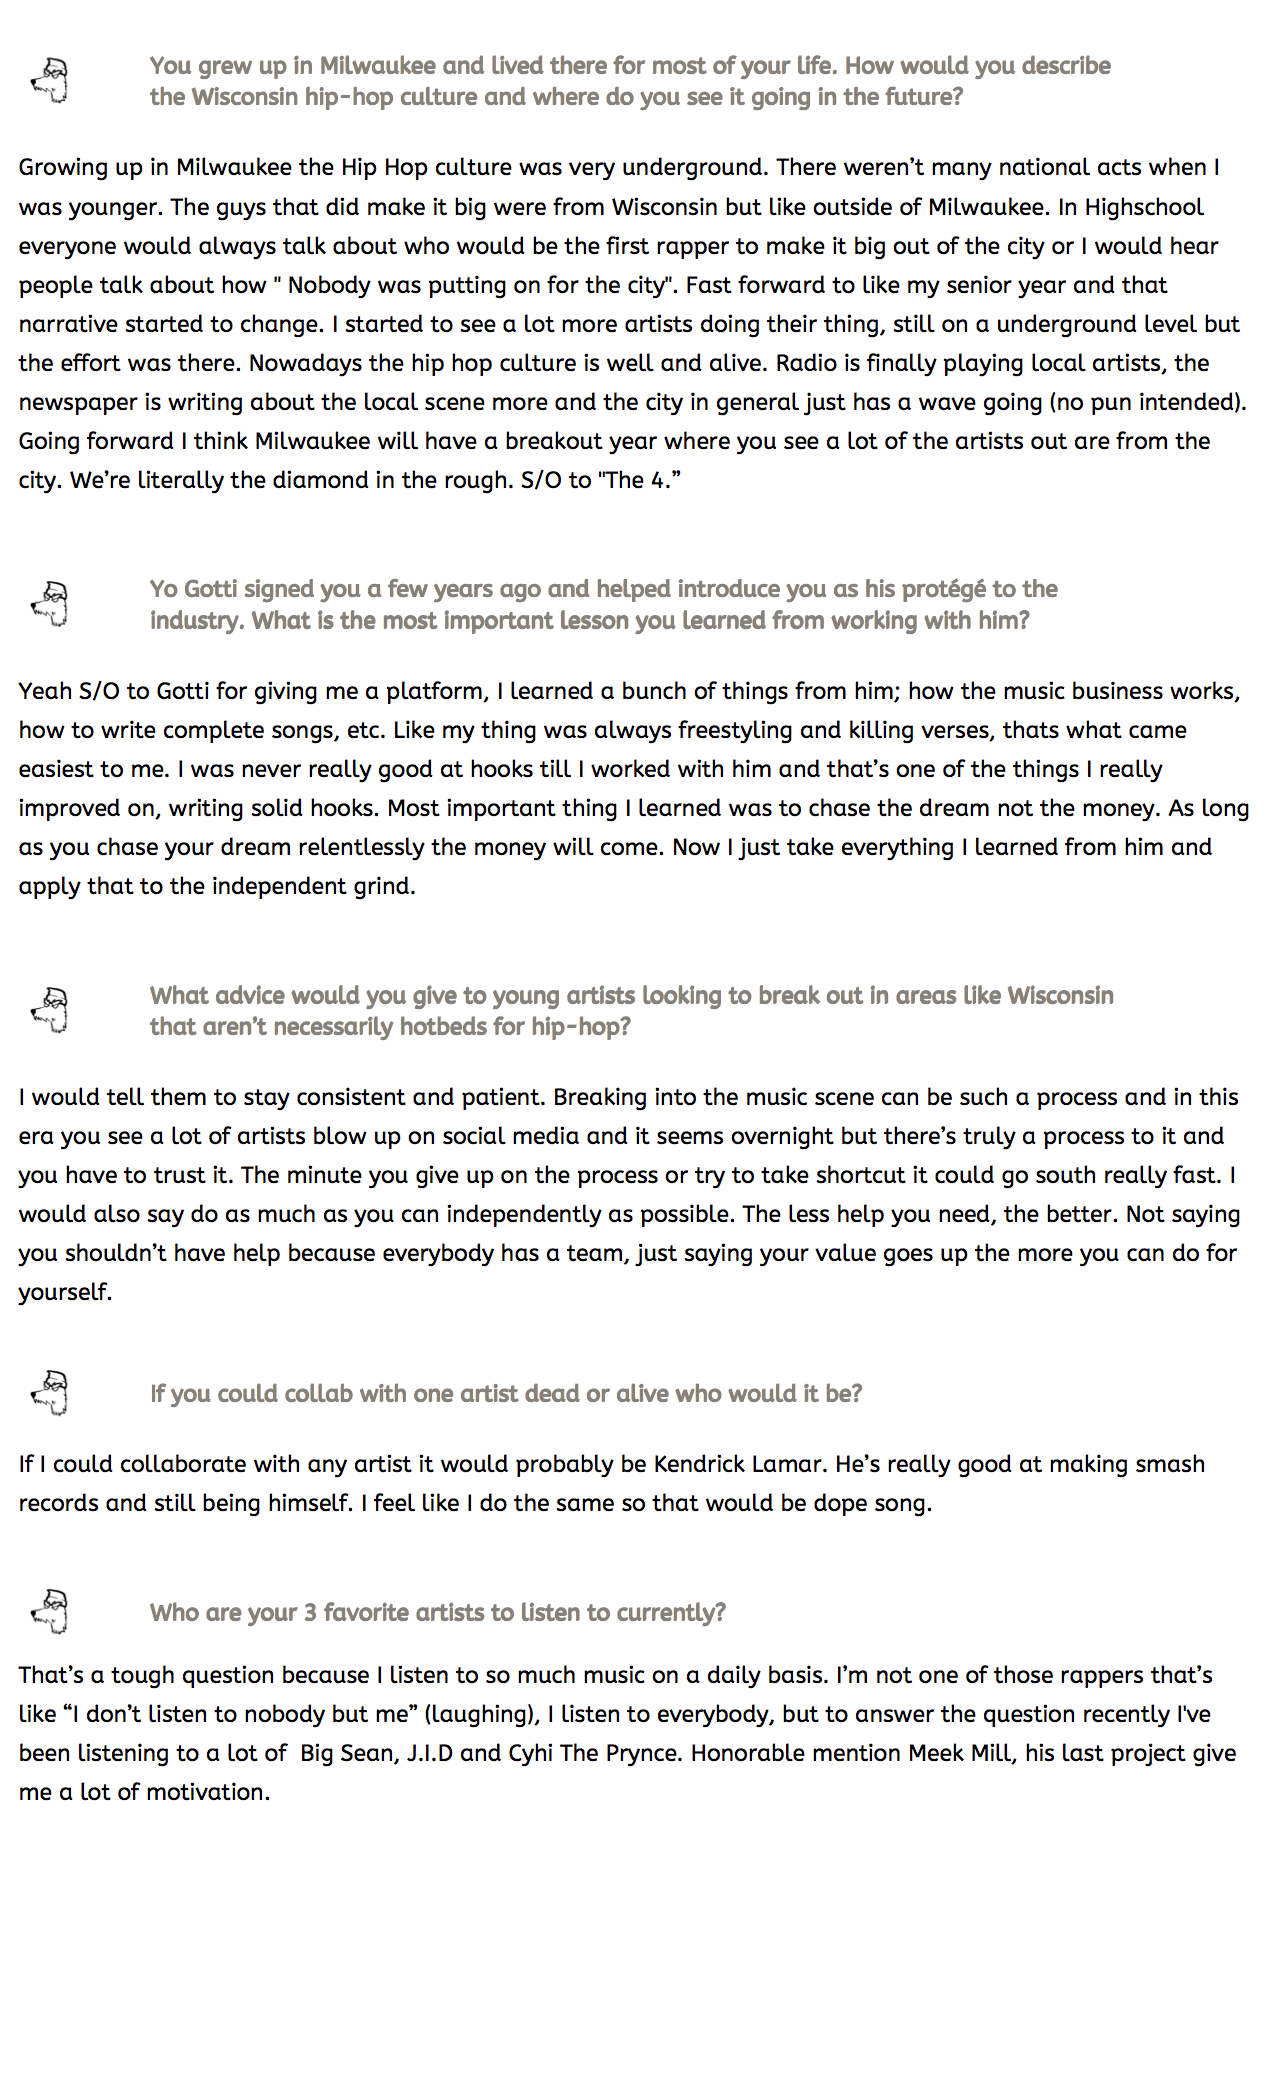 You grew up in Milwaukee and lived there for most of your life. How would you describe
the Wisconsin hip-hop culture and where do you see it going in the future?
Growing up in Milwaukee the Hip Hop culture was very underground. There weren’t many national acts when I
was younger. The guys that did make it big were from Wisconsin but like outside of Milwaukee. In Highschool
everyone would always talk about who would be the first rapper to make it big out of the city or I would hear
people talk about how " Nobody was putting on for the city". Fast forward to like my senior year and that
narrative started to change. I started to see a lot more artists doing their thing, still on a underground level but
the effort was there. Nowadays the hip hop culture is well and alive. Radio is finally playing local artists, the
newspaper is writing about the local scene more and the city in general just has a wave going (no pun intended).
Going forward I think Milwaukee will have a breakout year where you see a lot of the artists out are from the
city. We’re literally the diamond in the rough. S/O to "The 4.”
Yo Gotti signed you a few years ago and helped introduce you as his protégé to the
industry. What is the most important lesson you learned from working with him?
Yeah S/O to Gotti for giving me a platform, I learned a bunch of things from him; how the music business works,
how to write complete songs, etc. Like my thing was always freestyling and killing verses, thats what came
easiest to me. I was never really good at hooks till I worked with him and that’s one of the things I really
improved on, writing solid hooks. Most important thing I learned was to chase the dream not the money. As long
as you chase your dream relentlessly the money will come. Now I just take everything I learned from him and
apply that to the independent grind.
What advice would you give to young artists looking to break out in areas like Wisconsin
that aren’t necessarily hotbeds for hip-hop?
I would tell them to stay consistent and patient. Breaking into the music scene can be such a process and in this
era you see a lot of artists blow up on social media and it seems overnight but there’s truly a process to it and
you have to trust it. The minute you give up on the process or try to take shortcut it could go south really fast. I
would also say do as much as you can independently as possible. The less help you need, the better. Not saying
you shouldn’t have help because everybody has a team, just saying your value goes up the more you can do for
yourself.
If you could collab with one artist dead or alive who would it be?
If I could collaborate with any artist it would probably be Kendrick Lamar. He’s really good at making smash
records and still being himself. I feel like I do the same so that would be dope song.
Who are your 3 favorite artists to listen to currently?
That’s a tough question because I listen to so much music on a daily basis. I’m not one of those rappers that’s
like “I don’t listen to nobody but me” (laughing), I listen to everybody, but to answer the question recently I've
been listening to a lot of  Big Sean, J.I.D and Cyhi The Prynce. Honorable mention Meek Mill, his last project give
me a lot of motivation.